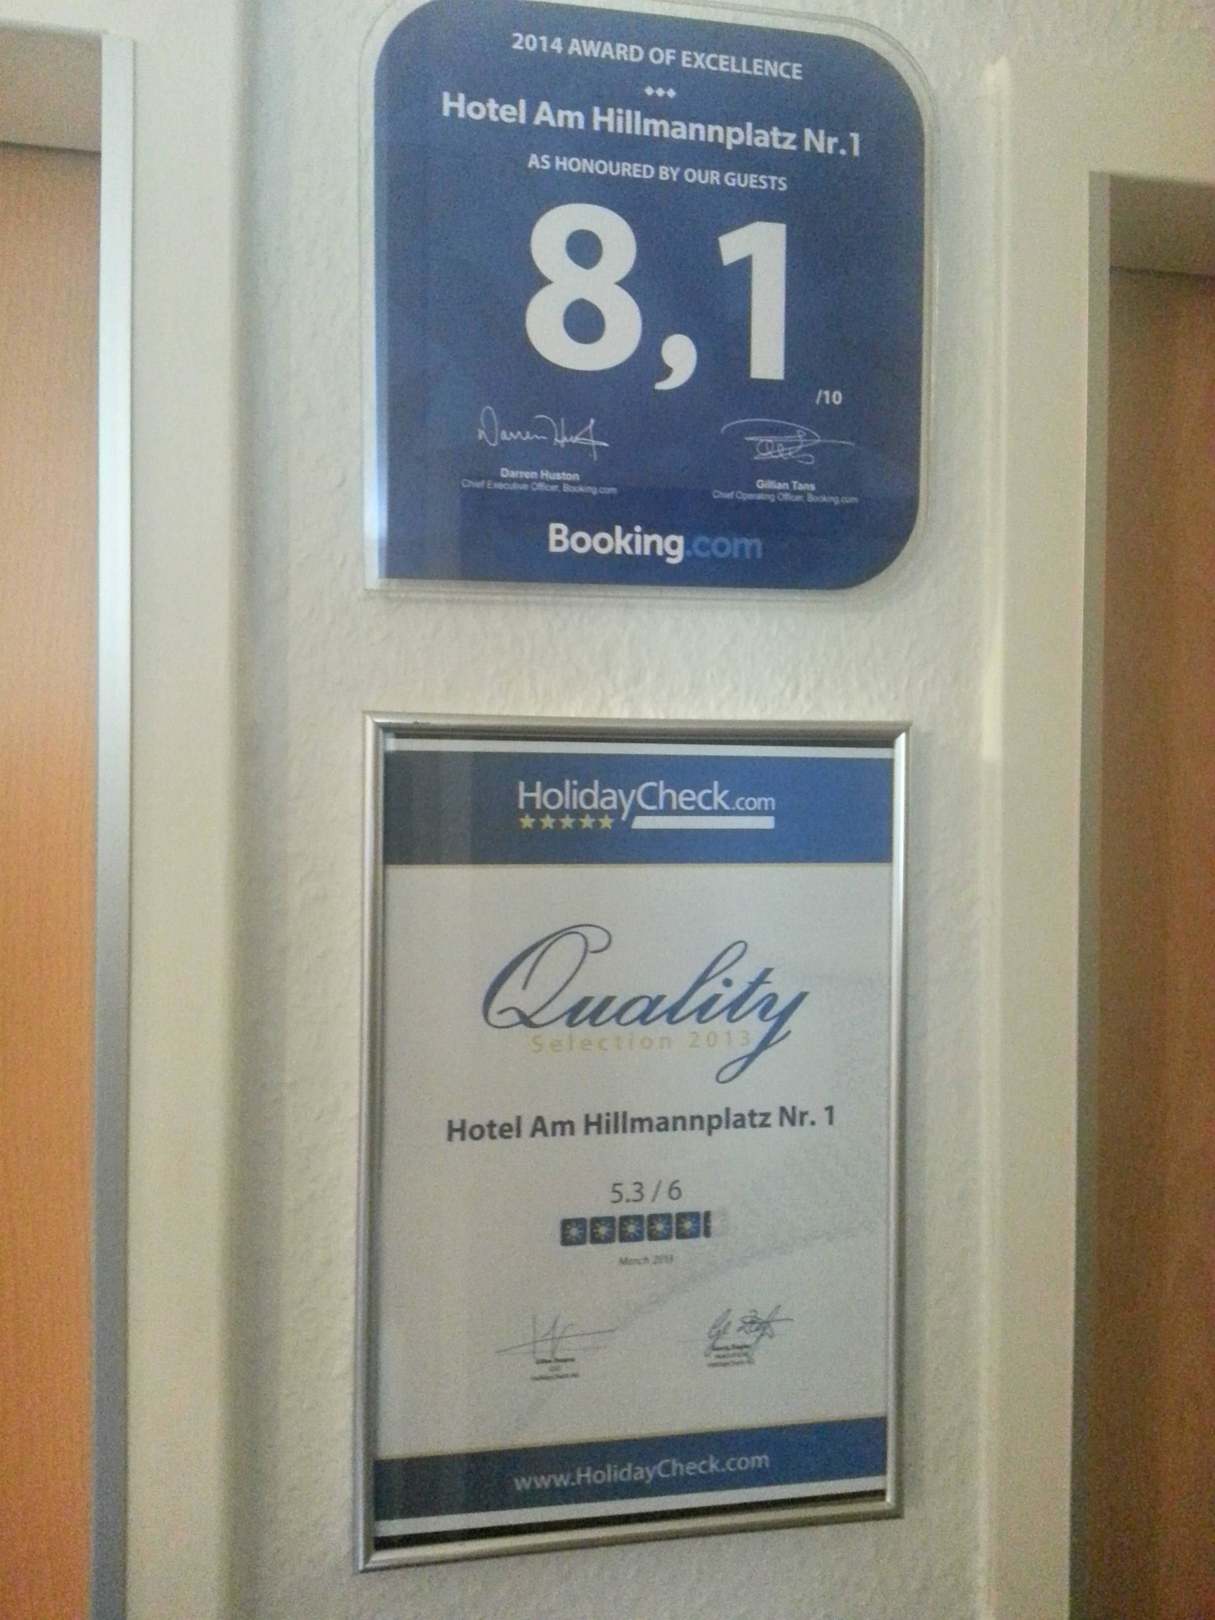 2014 AWARD OF EXCELLENCE
Hotel Am Hillmannplatz Nr.1
AS HONOURED BY OUR GUESTS
8,1
/10
Darren Huston
Chief Executive Officer, Booking.com
Gillian Tans
Chief Operating Officer, Booking.com
Booking.com
HolidayCheck.com
Quality
Selection 2013
Hotel Am Hillmannplatz Nr. 1
5.3 / 6
March
www.HolidayCheck.com